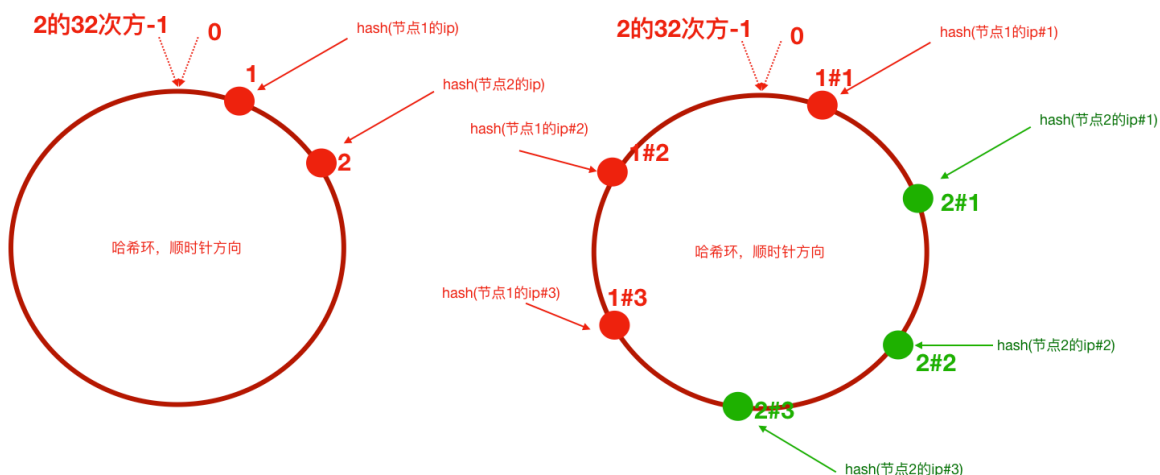 2的32次方-1
0
hash(节点1的ip)
1
hash(节点2的ip)
2
哈希环，顺时针方向
2的32次方-1
0
hash(节点1的ip#1)
1#1
hash(节点2的ip#1)
hash(节点1的ip#2)
1#2
2#1
哈希环，顺时针方向
hash(节点1的ip#3)
1#3
hash(节点2的ip#2)
2#2
2#3
hash(节点2的ip#3)